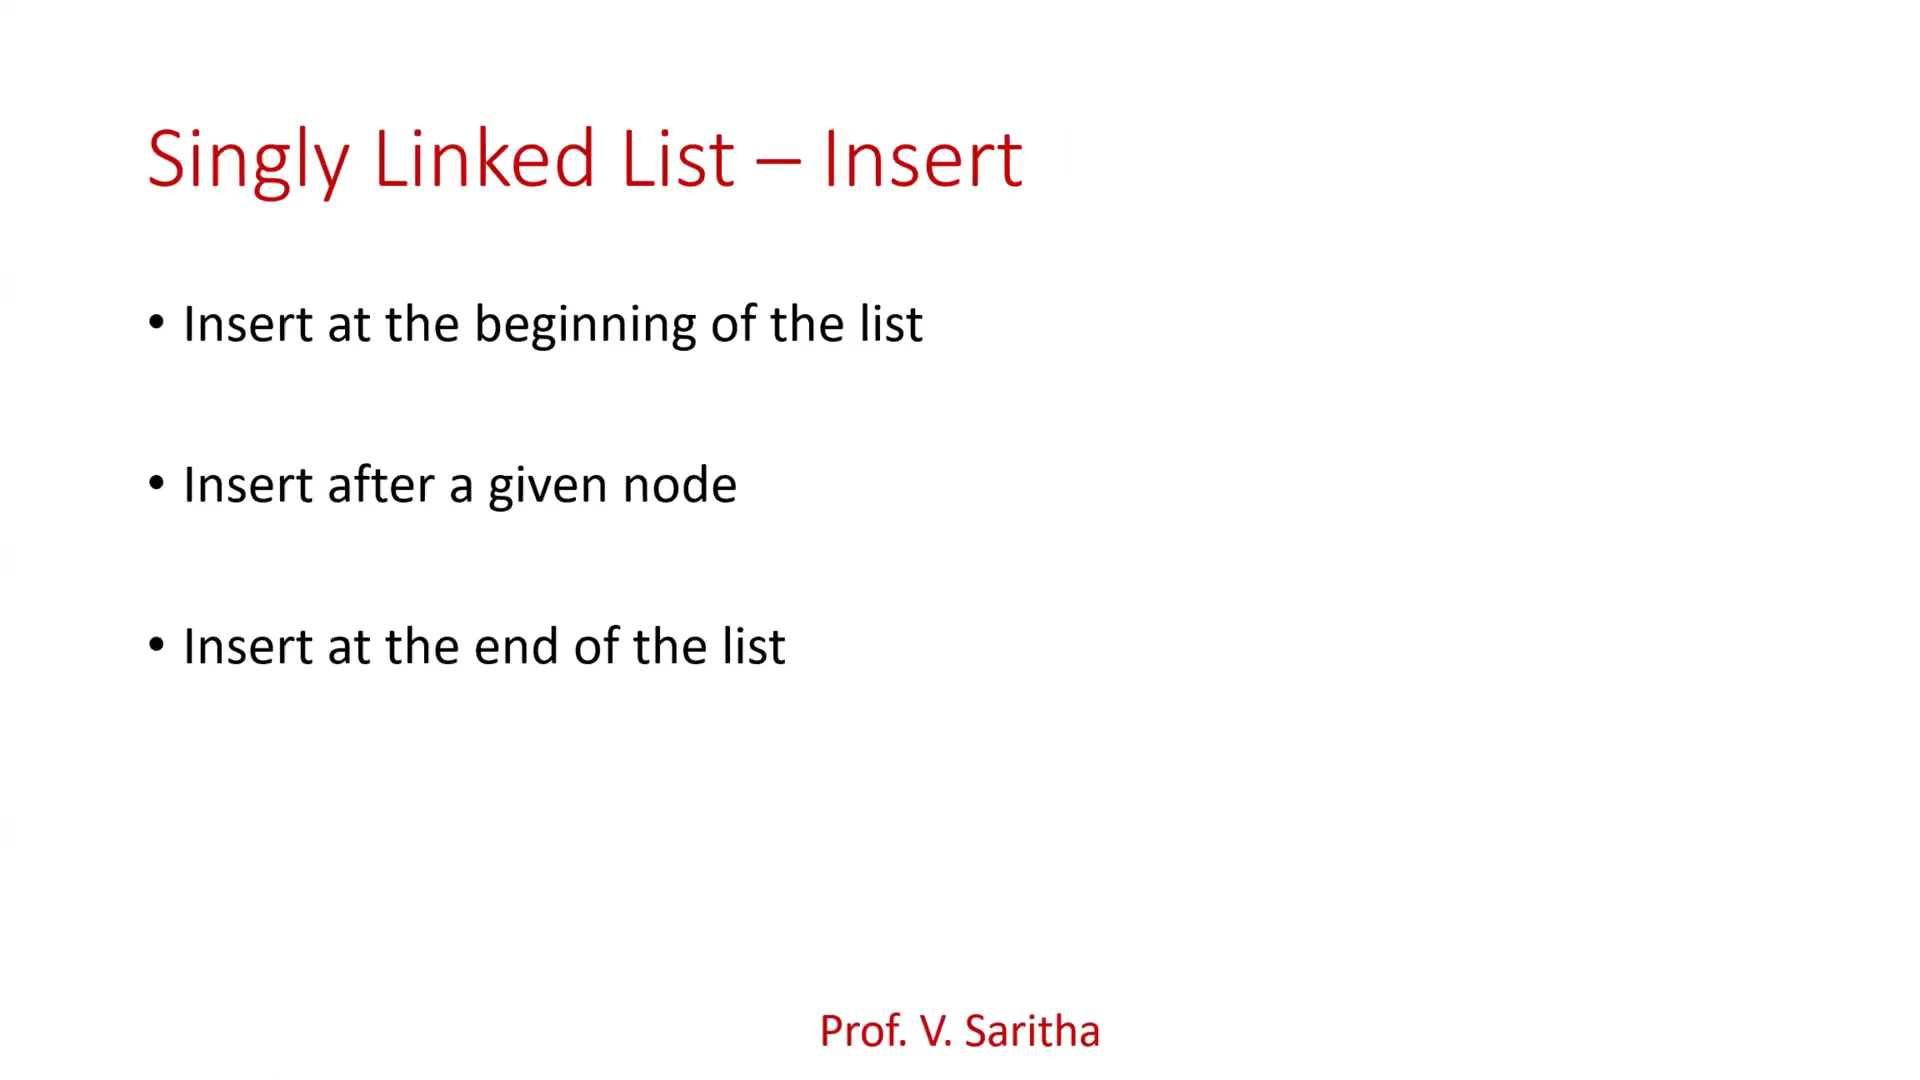 Singly Linked List – Insert
• Insert at the beginning of the list
• Insert after a given node
• Insert at the end of the list
Prof. V. Saritha